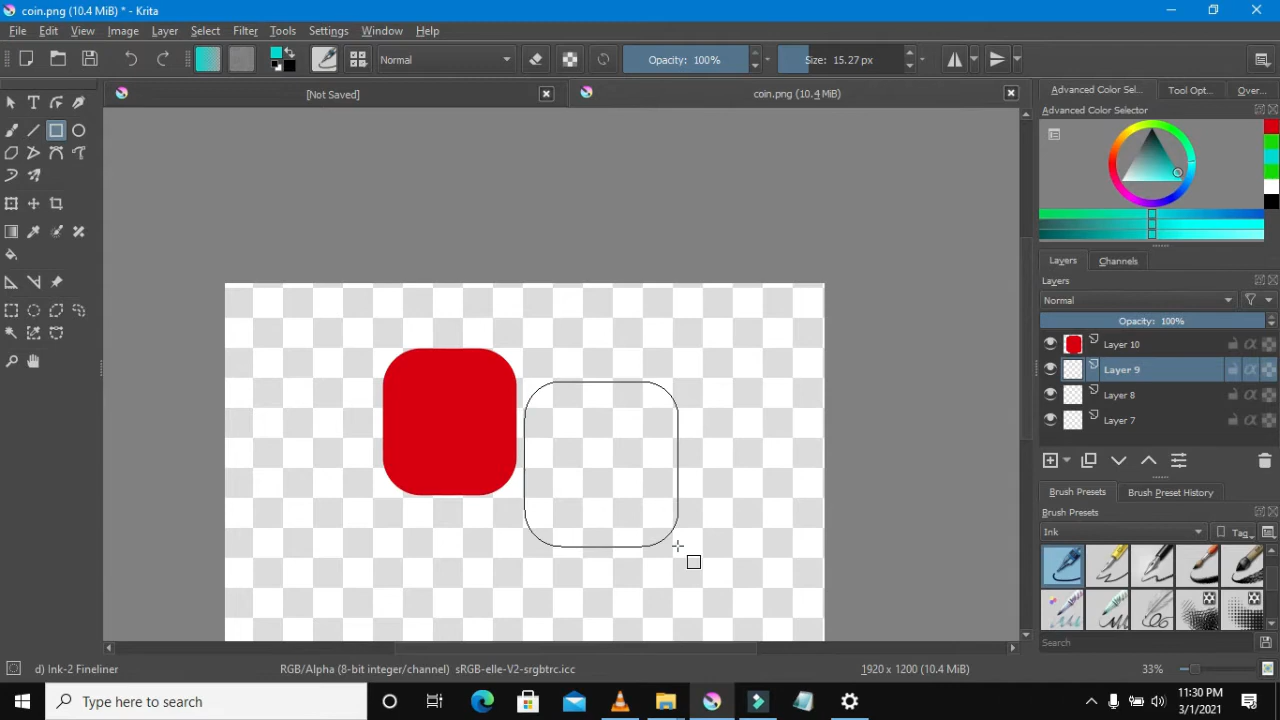 coin.png (10.4 MiB) * - Krita
File Edit View Image Layer Select Filter Tools Settings Window Help
Normal Opacity: 100% Size: 15.27 px
[Not Saved] coin.png (10.4 MiB)
Advanced Color Sel... Tool Opt... Over...
Advanced Color Selector
Layers Channels
Layers
Normal
Opacity: 100%
Layer 10
Layer 9
Layer 8
Layer 7
Brush Presets Brush Preset History
Brush Presets
Ink Tag
Search
d) Ink-2 Fineliner RGB/Alpha (8-bit integer/channel) sRGB-elle-V2-srgbtrc.icc 1920 x 1200 (10.4 MiB) 33%
Type here to search
11:30 PM
3/1/2021